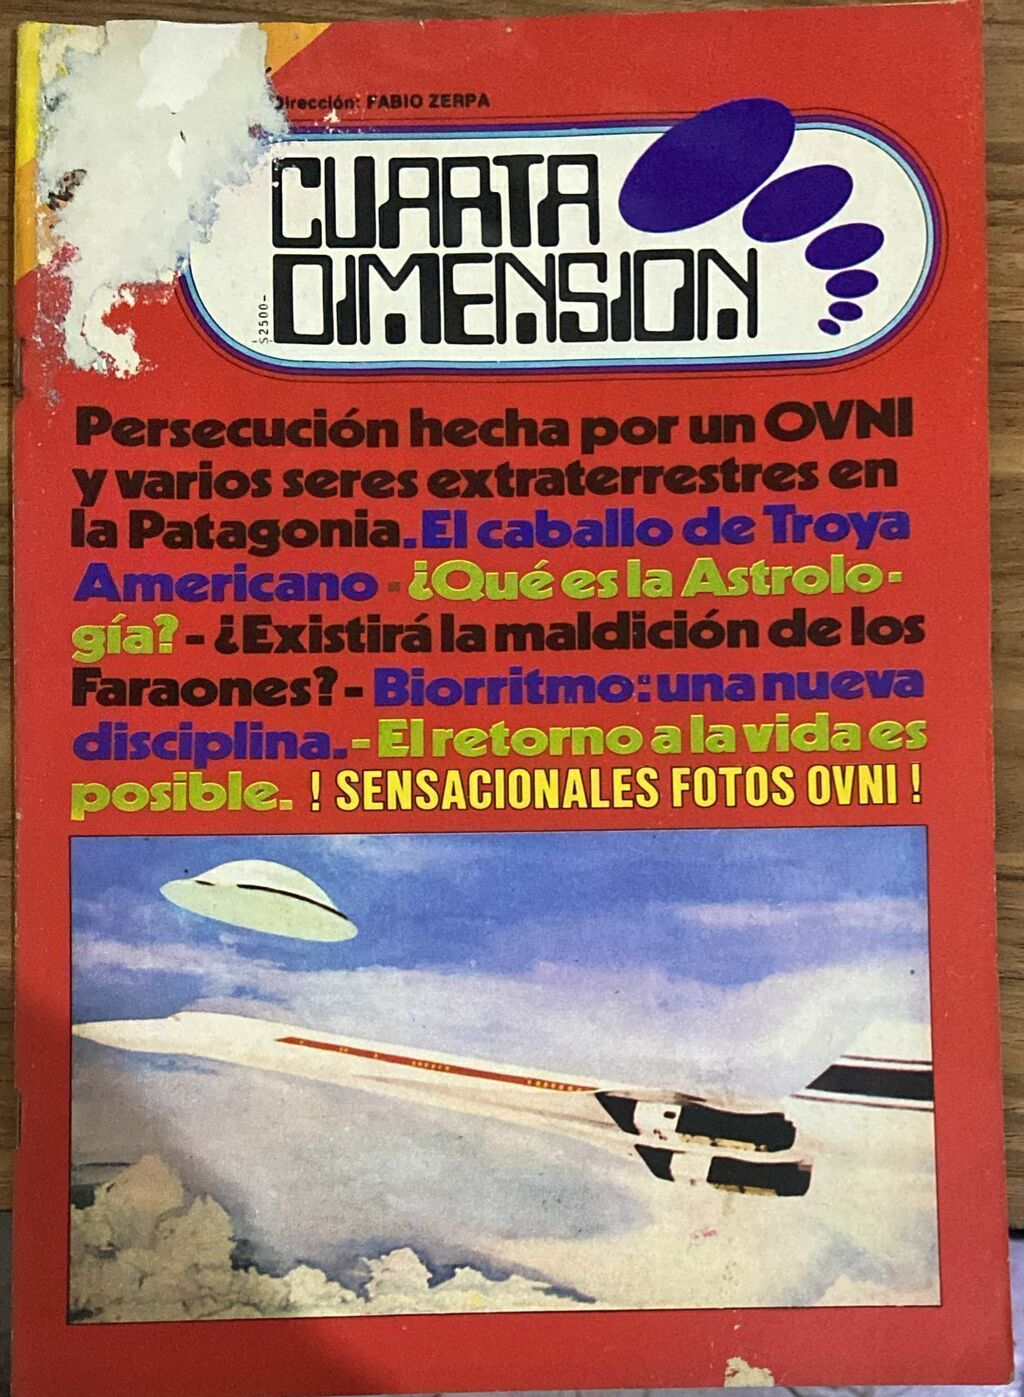 Dirección: FABIO ZERPA
CUARTA
DIMENSION
$2500-
Persecución hecha por un OVNI
y varios seres extraterrestres en
la Patagonia. El caballo de Troya
Americano - ¿Qué es la Astrolo-
gía? - ¿Existirá la maldición de los
Faraones? - Biorritmo: una nueva
disciplina. - El retorno a la vida es
posible. ! SENSACIONALES FOTOS OVNI !